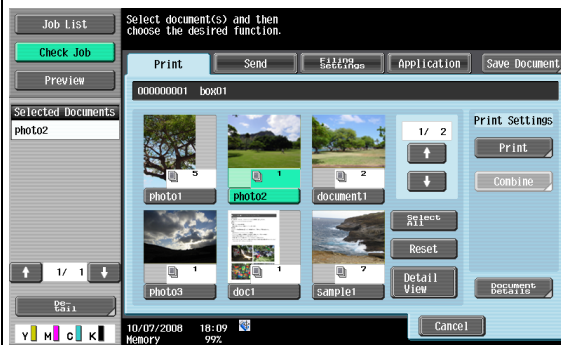 Job List
Check Job
Preview
Selected Documents
photo2
1/ 1
De-
tail
Y M C K
Select document(s) and then
choose the desired function.
Print Send Filing Settings Application Save Document
000000001 box01
5 1 2
photo1 photo2 document1
1 1 7
photo3 doc1 sample1
1/ 2
Select
All
Reset
Detail
View
Print Settings
Print
Combine
Document
Details
10/07/2008 18:09
Memory 99%
Cancel